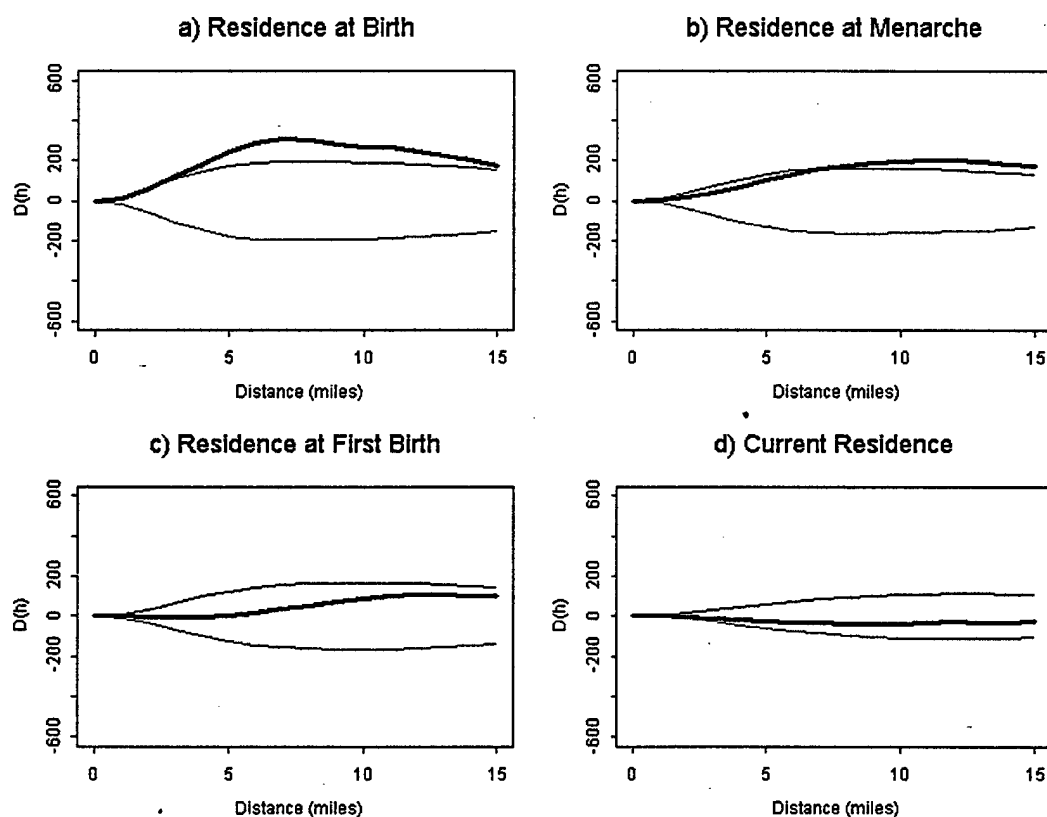 a) Residence at Birth
600
200
0
-200
-600
D(h)
0 5 10 15
Distance (miles)
b) Residence at Menarche
600
200
0
-200
-600
D(h)
0 5 10 15
Distance (miles)
c) Residence at First Birth
600
200
0
-200
-600
D(h)
0 5 10 15
Distance (miles)
d) Current Residence
600
200
0
-200
-600
D(h)
0 5 10 15
Distance (miles)